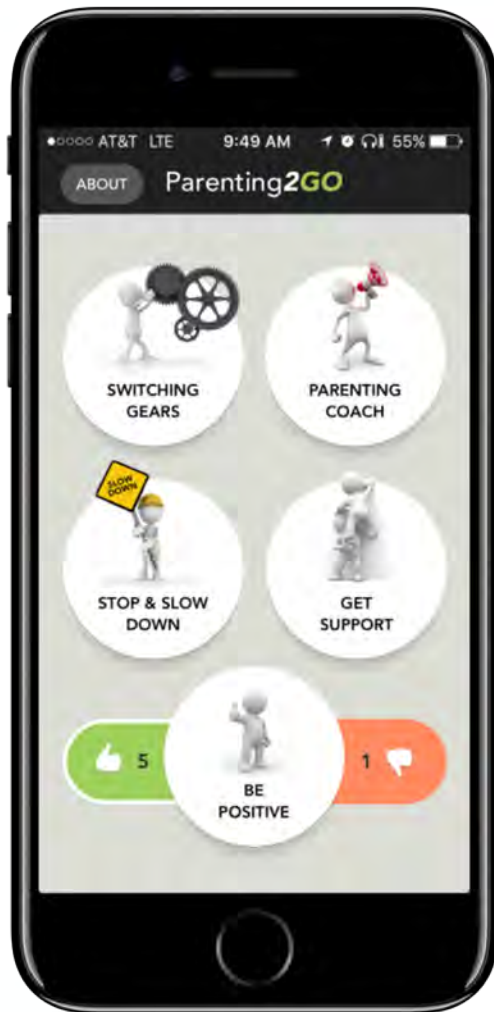 AT&T LTE 9:49 AM 55%
ABOUT Parenting2GO
SWITCHING
GEARS
PARENTING
COACH
SLOW
DOWN
STOP & SLOW
DOWN
GET
SUPPORT
5
BE
POSITIVE
1